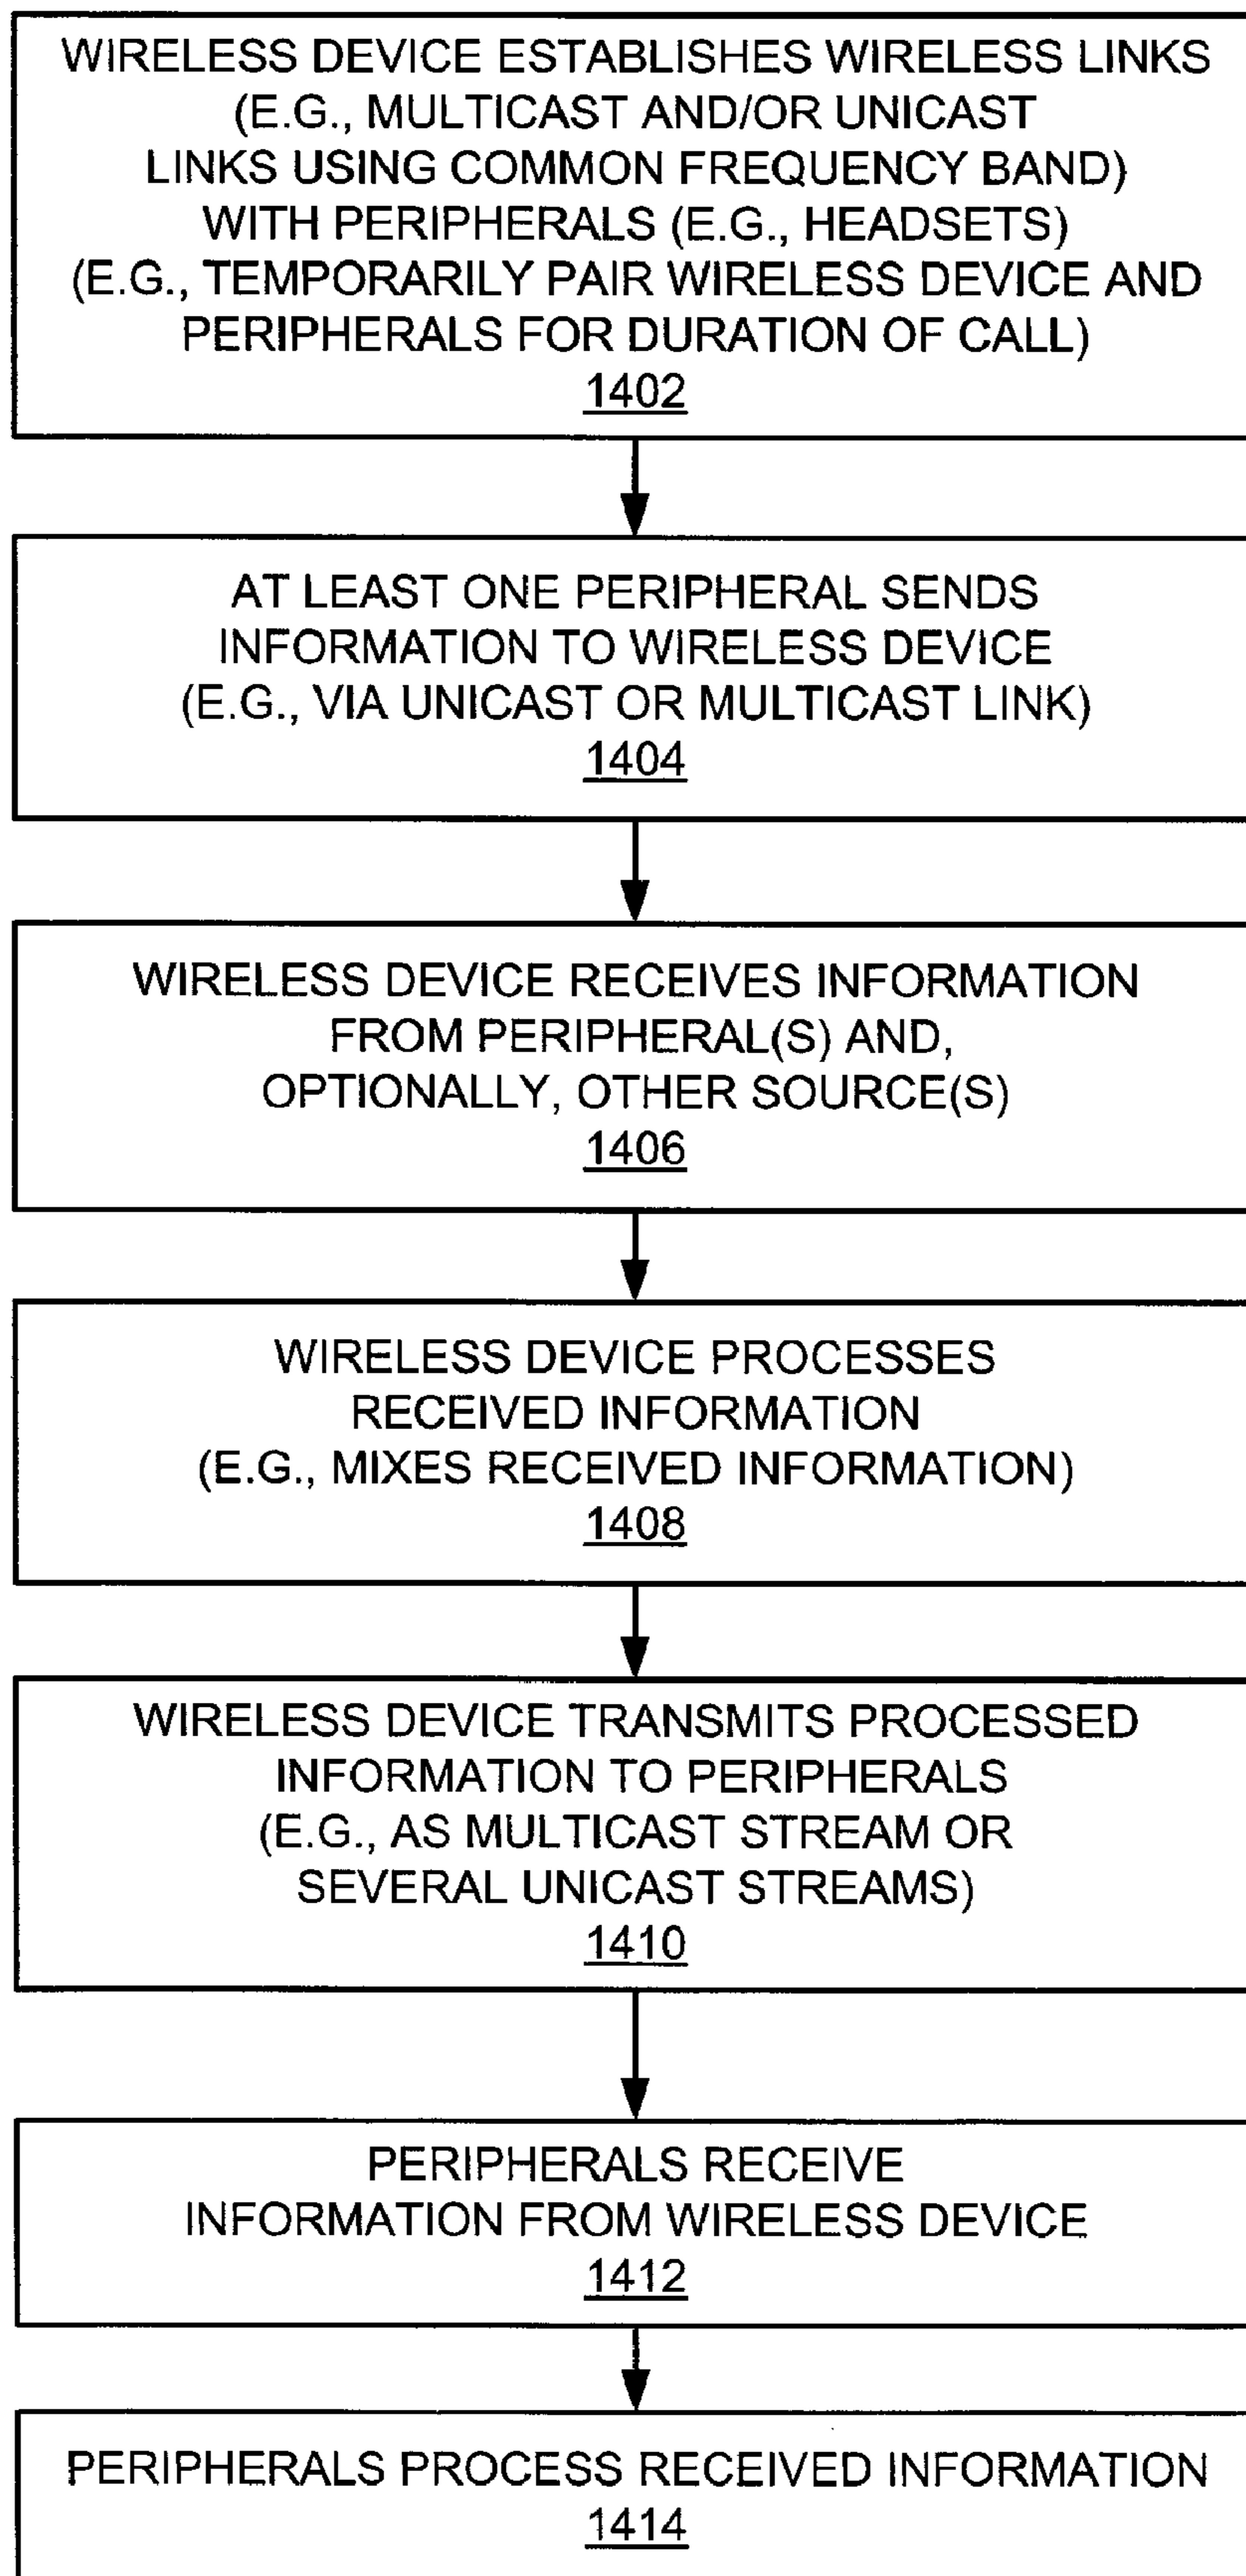 WIRELESS DEVICE ESTABLISHES WIRELESS LINKS
(E.G., MULTICAST AND/OR UNICAST
LINKS USING COMMON FREQUENCY BAND)
WITH PERIPHERALS (E.G., HEADSETS)
(E.G., TEMPORARILY PAIR WIRELESS DEVICE AND
PERIPHERALS FOR DURATION OF CALL)
1402
AT LEAST ONE PERIPHERAL SENDS
INFORMATION TO WIRELESS DEVICE
(E.G., VIA UNICAST OR MULTICAST LINK)
1404
WIRELESS DEVICE RECEIVES INFORMATION
FROM PERIPHERAL(S) AND,
OPTIONALLY, OTHER SOURCE(S)
1406
WIRELESS DEVICE PROCESSES
RECEIVED INFORMATION
(E.G., MIXES RECEIVED INFORMATION)
1408
WIRELESS DEVICE TRANSMITS PROCESSED
INFORMATION TO PERIPHERALS
(E.G., AS MULTICAST STREAM OR
SEVERAL UNICAST STREAMS)
1410
PERIPHERALS RECEIVE
INFORMATION FROM WIRELESS DEVICE
1412
PERIPHERALS PROCESS RECEIVED INFORMATION
1414